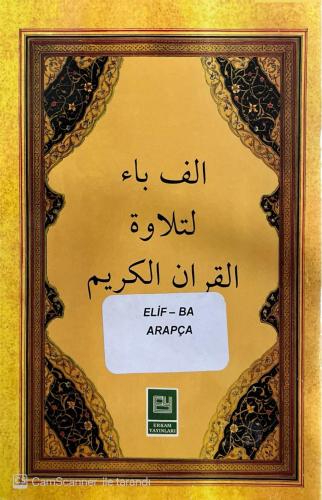 الف باء
لتلاوة
القران الكريم
ELİF – BA
ARAPÇA
ERKAM
YAYINLARI
CamScanner ile tarandı